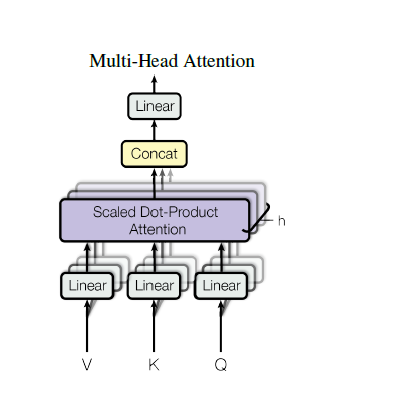 Multi-Head Attention
Linear
Concat
Scaled Dot-Product
Attention
h
Linear Linear Linear
V K Q